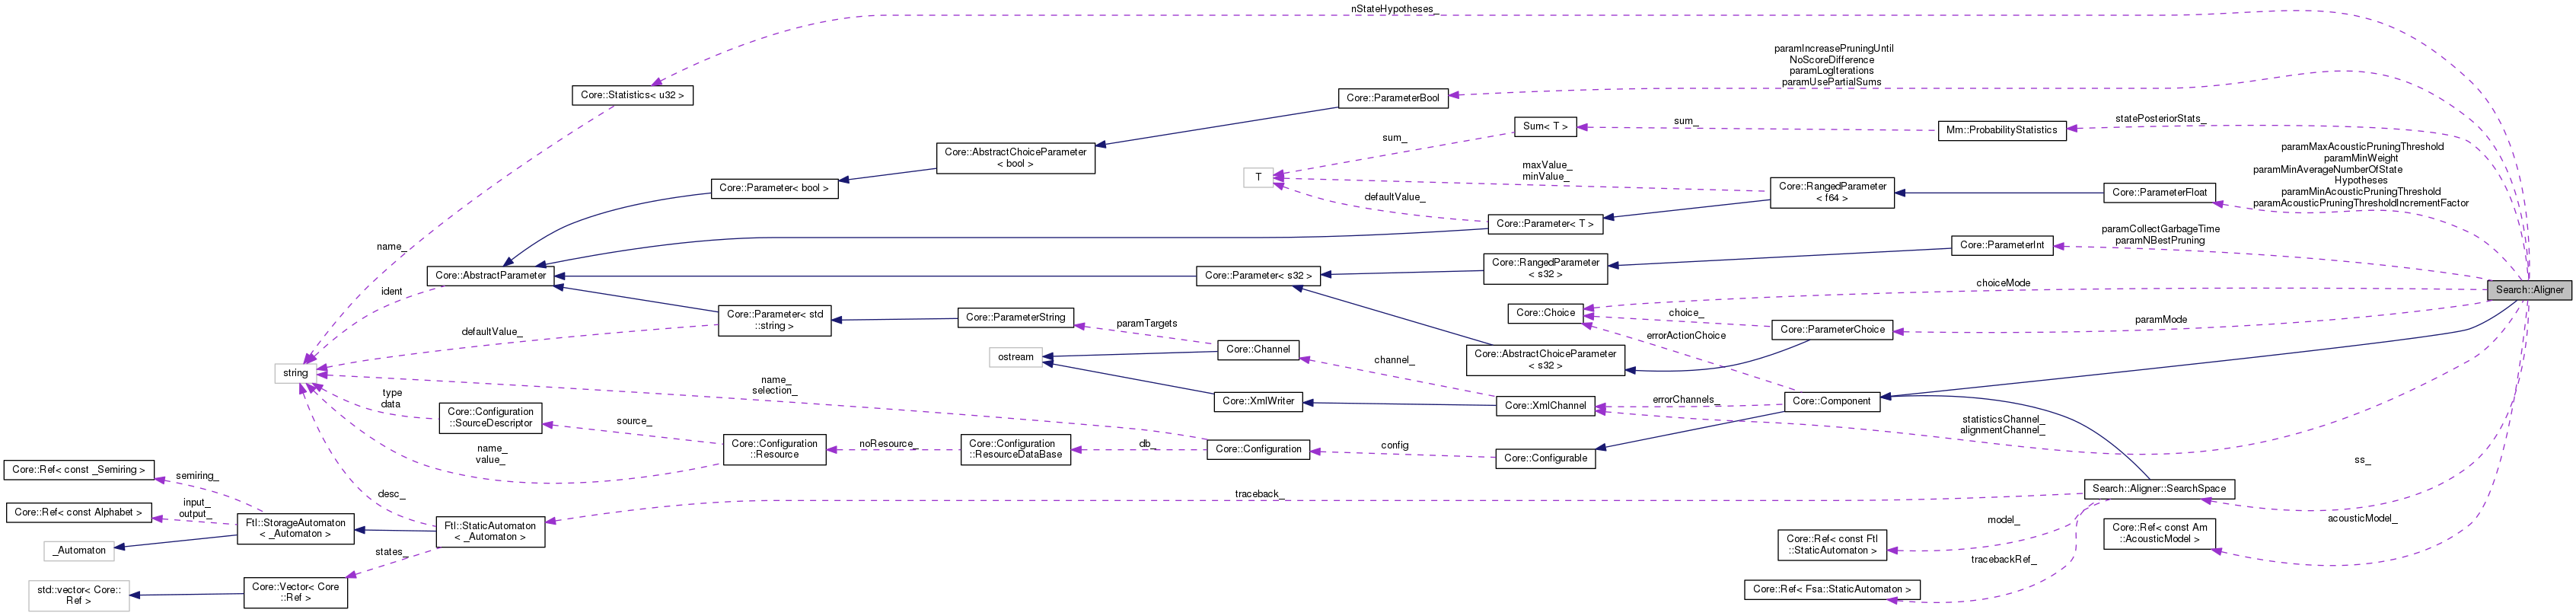 nStateHypotheses_
paramIncreasePruningUntil
NoScoreDifference
paramLogIterations
paramUsePartialSums
Core::Statistics< u32 >
Core::ParameterBool
sum_
Sum< T >
sum_
Mm::ProbabilityStatistics
statePosteriorStats_
Core::AbstractChoiceParameter
< bool >
paramMaxAcousticPruningThreshold
paramMinWeight
paramMinAverageNumberOfState
Hypotheses
paramMinAcousticPruningThreshold
paramAcousticPruningThresholdIncrementFactor
Core::Parameter< bool >
T
maxValue_
minValue_
defaultValue_
Core::RangedParameter
< f64 >
Core::ParameterFloat
Core::Parameter< T >
name_
paramCollectGarbageTime
paramNBestPruning
Core::ParameterInt
Core::RangedParameter
< s32 >
Core::AbstractParameter
Core::Parameter< s32 >
ident
Search::Aligner
choiceMode
Core::Choice
choice_
Core::ParameterChoice
paramMode
Core::Parameter< std
::string >
Core::ParameterString
paramTargets
defaultValue_
errorActionChoice
Core::Channel
ostream
channel_
Core::AbstractChoiceParameter
< s32 >
string
name_
selection_
type
data
Core::XmlWriter
Core::XmlChannel
errorChannels_
Core::Component
Core::Configuration
::SourceDescriptor
source_
statisticsChannel_
alignmentChannel_
Core::Configuration
::Resource
noResource_
Core::Configuration
::ResourceDataBase
db_
Core::Configuration
config
Core::Configurable
name_
value_
ss_
Core::Ref< const _Semiring >
semiring_
desc_
traceback_
Search::Aligner::SearchSpace
Core::Ref< const Alphabet >
input_
output_
Ftl::StorageAutomaton
< _Automaton >
Ftl::StaticAutomaton
< _Automaton >
model_
acousticModel_
Core::Ref< const Am
::AcousticModel >
_Automaton
states_
Core::Ref< const Ftl
::StaticAutomaton >
tracebackRef_
std::vector< Core::
Ref >
Core::Vector< Core
::Ref >
Core::Ref< Fsa::StaticAutomaton >